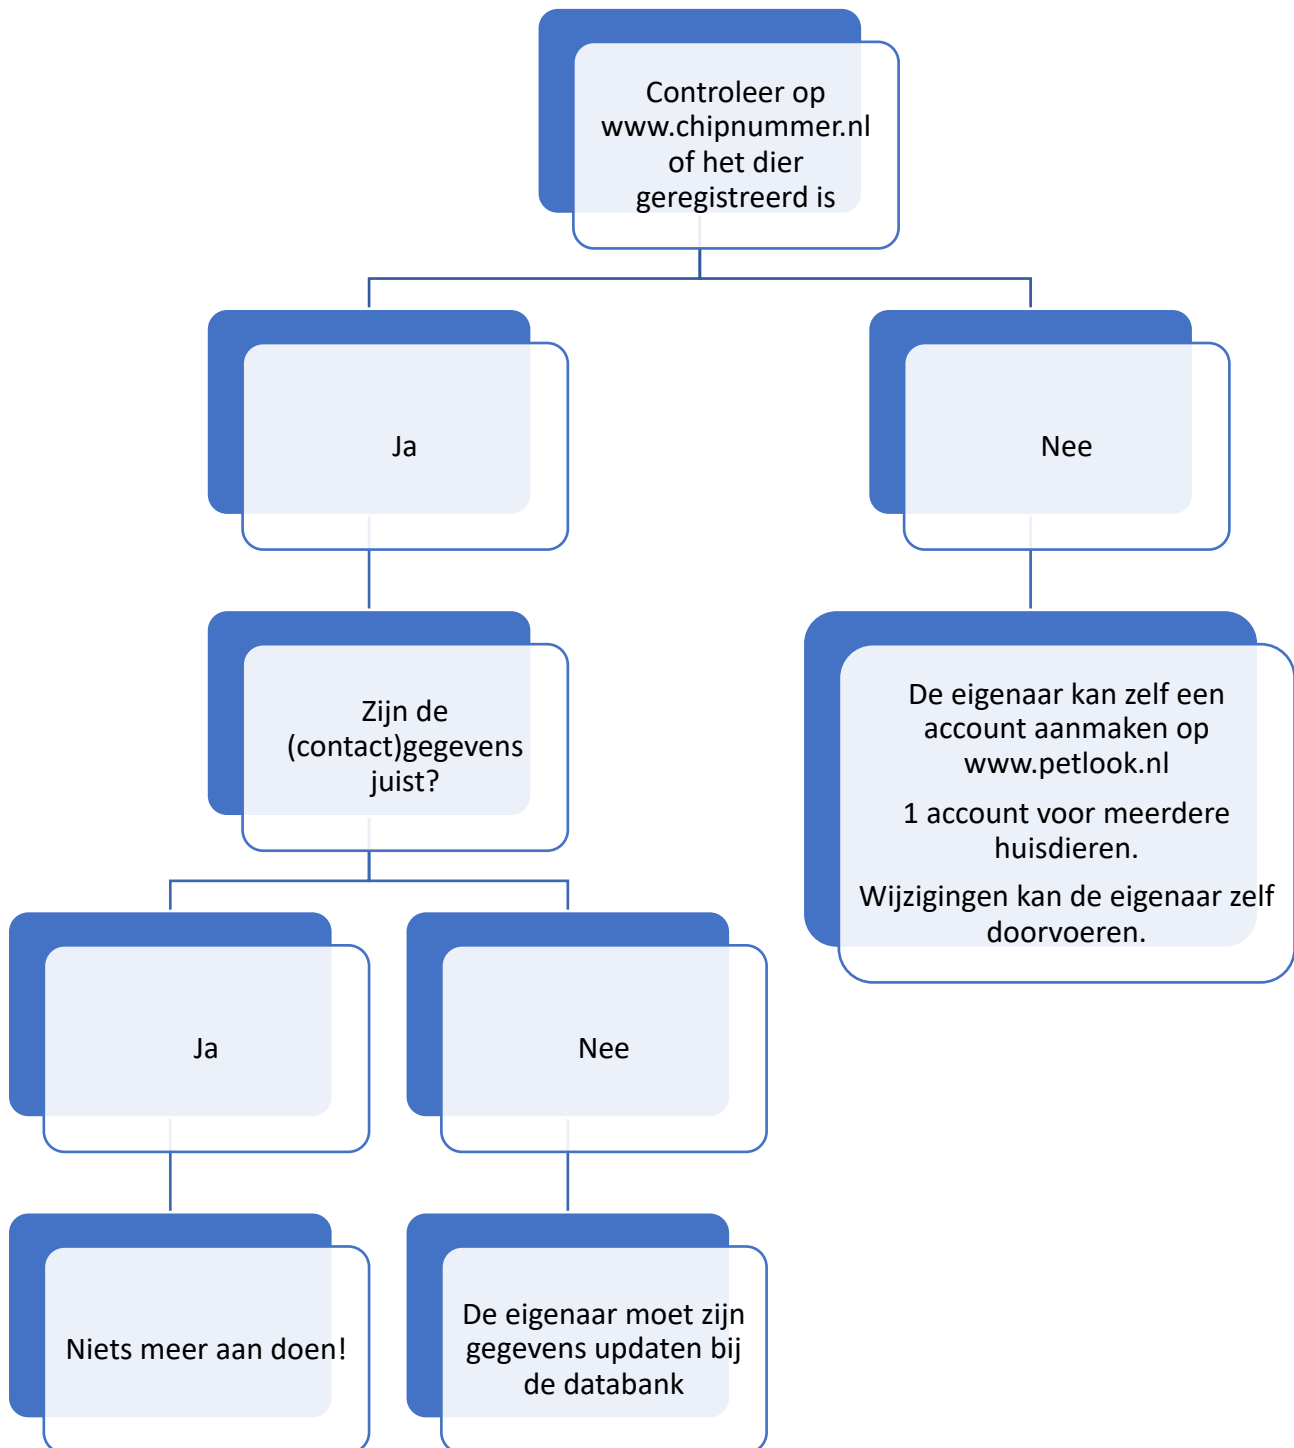 Controleer op
www.chipnummer.nl
of het dier
geregistreerd is
Ja
Nee
Zijn de
(contact)gegevens
juist?
De eigenaar kan zelf een
account aanmaken op
www.petlook.nl
1 account voor meerdere
huisdieren.
Wijzigingen kan de eigenaar zelf
doorvoeren.
Ja
Nee
Niets meer aan doen!
De eigenaar moet zijn
gegevens updaten bij
de databank